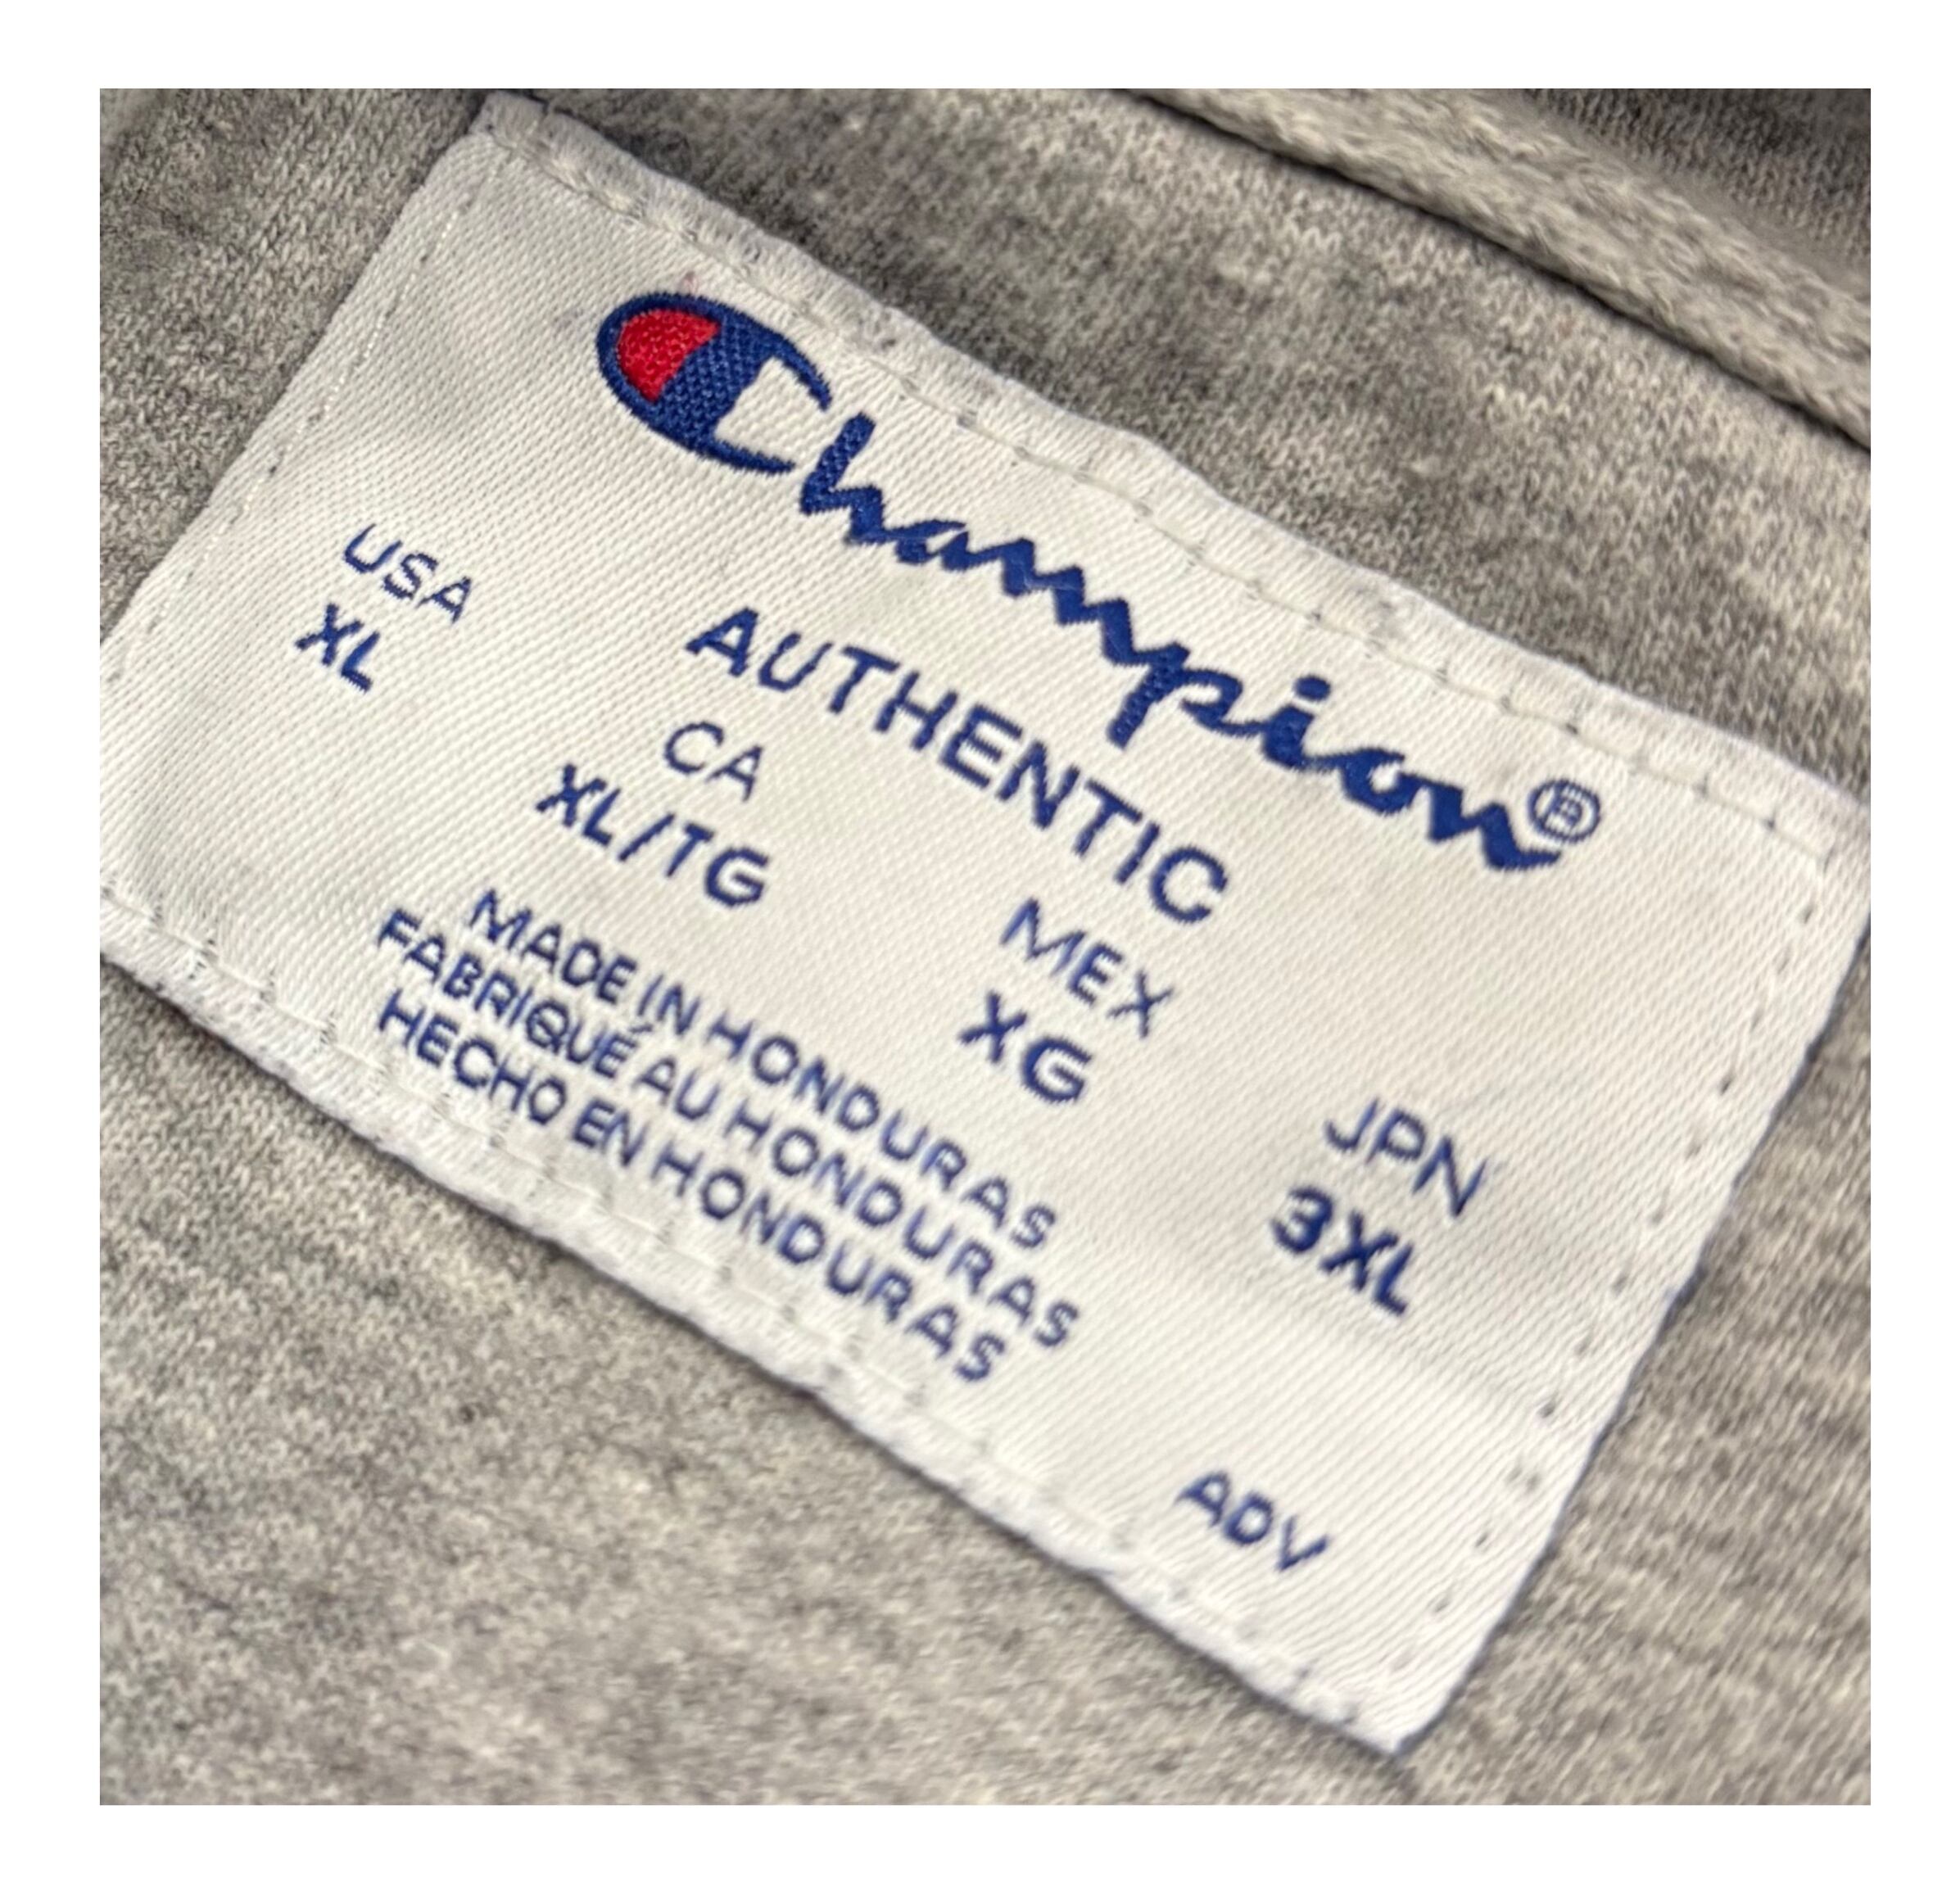 Champion®
AUTHENTIC
USA CA MEX JPN
XL XL/TG XG 3XL
MADE IN HONDURAS
FABRIQUÉ AU HONDURAS
HECHO EN HONDURAS
ADV